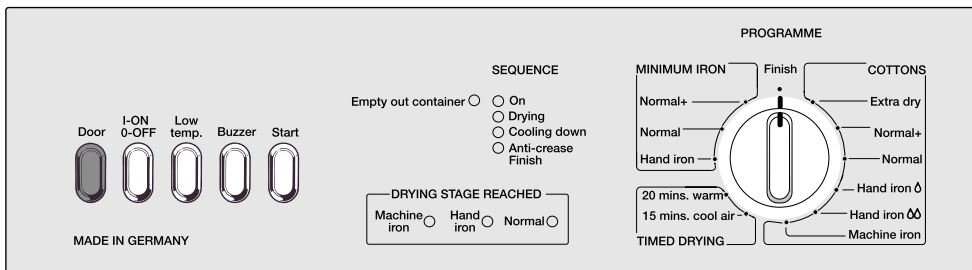 PROGRAMME
SEQUENCE
MINIMUM IRON
Finish
COTTONS
Empty out container
On
Drying
Cooling down
Anti-crease
Finish
Normal+
Normal
Hand iron
Extra dry
Normal+
Normal
Hand iron
Hand iron
Machine iron
20 mins. warm
15 mins. cool air
TIMED DRYING
Door
I-ON
0-OFF
Low
temp.
Buzzer
Start
DRYING STAGE REACHED
Machine
iron
Hand
iron
Normal
MADE IN GERMANY